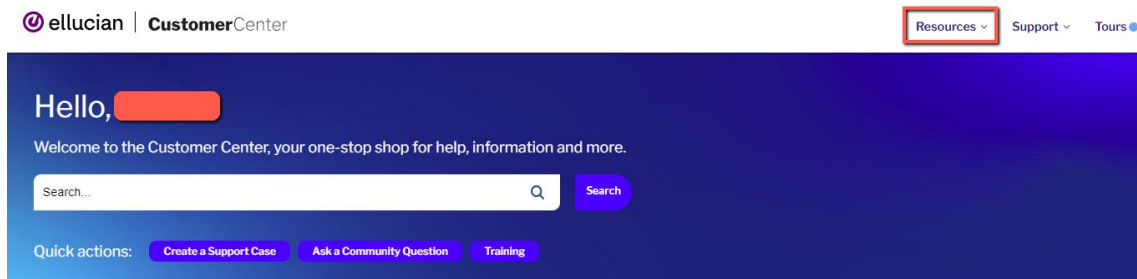 ellucian CustomerCenter
Resources Support Tours
Hello,
Welcome to the Customer Center, your one-stop shop for help, information and more.
Search... Search
Quick actions: Create a Support Case Ask a Community Question Training